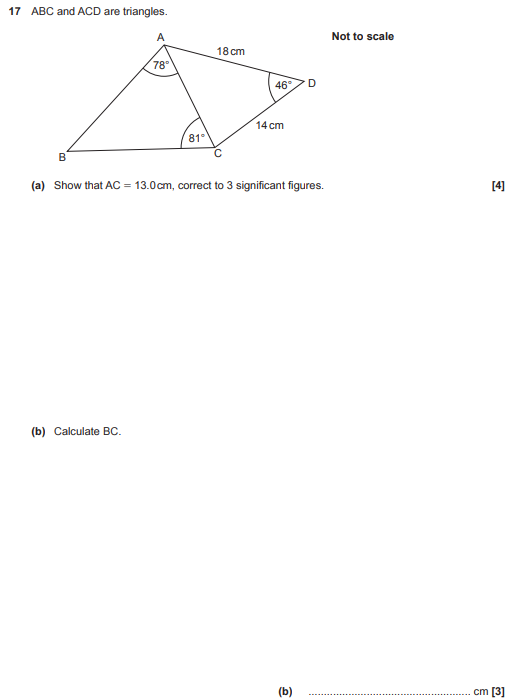 17 ABC and ACD are triangles.
A
Not to scale
18 cm
78°
46°
D
14 cm
81°
B
C
(a) Show that AC = 13.0 cm, correct to 3 significant figures. [4]
(b) Calculate BC.
(b) ...................................................... cm [3]